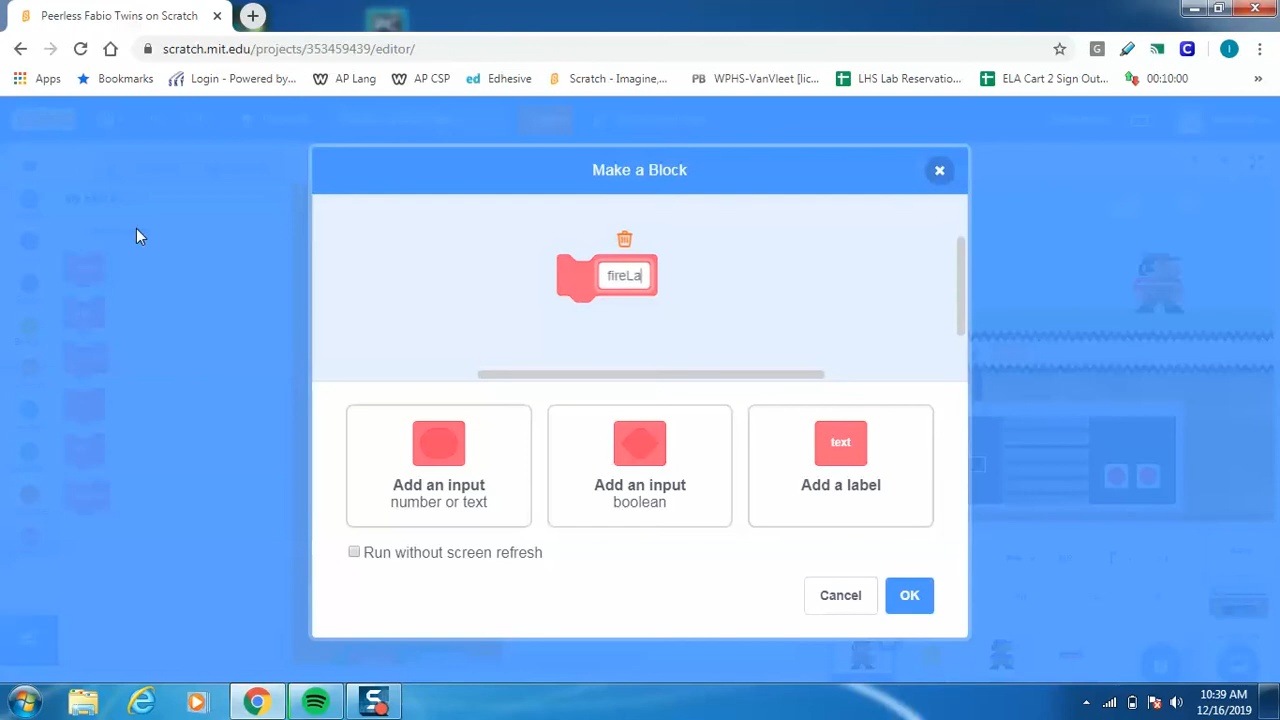 Peerless Fabio Twins on Scratch
scratch.mit.edu/projects/353459439/editor/
G
C
I
Apps
Bookmarks
Login - Powered by...
AP Lang
AP CSP
ed Edhesive
Scratch - Imagine,...
PB WPHS-VanVleet [lic...
LHS Lab Reservatio...
ELA Cart 2 Sign Out...
00:10:00
»
Make a Block
fireLa
text
Add an input
number or text
Add an input
boolean
Add a label
Run without screen refresh
Cancel
OK
10:39 AM
12/16/2019